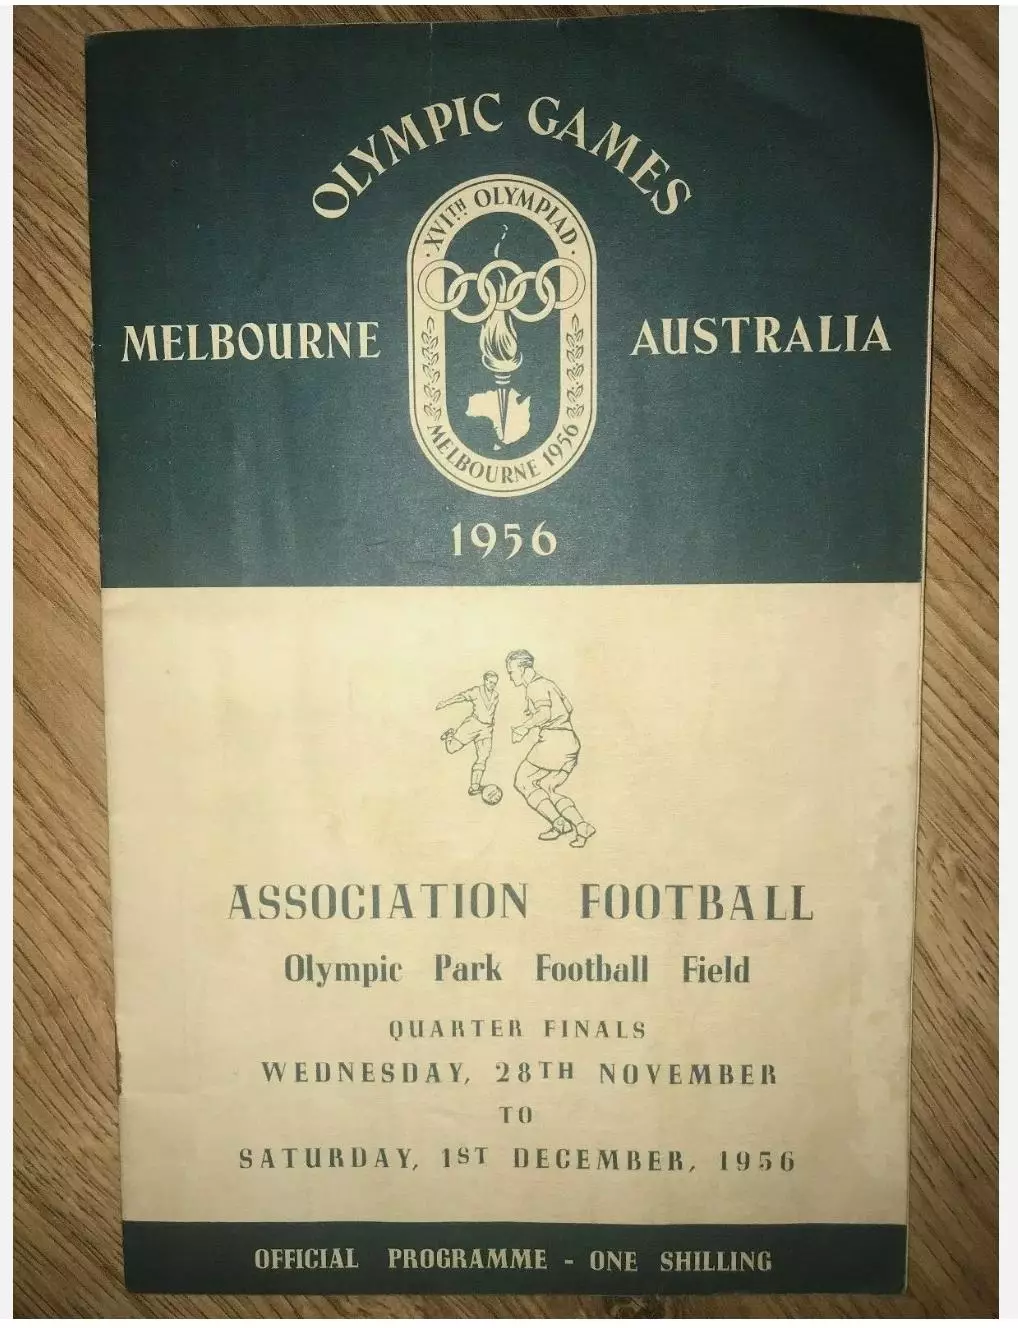 OLYMPIC GAMES
XVITH OLYMPIAD
MELBOURNE
AUSTRALIA
MELBOURNE 1956
1956
ASSOCIATION FOOTBALL
Olympic Park Football Field
QUARTER FINALS
WEDNESDAY, 28TH NOVEMBER
TO
SATURDAY, 1ST DECEMBER, 1956
OFFICIAL PROGRAMME - ONE SHILLING